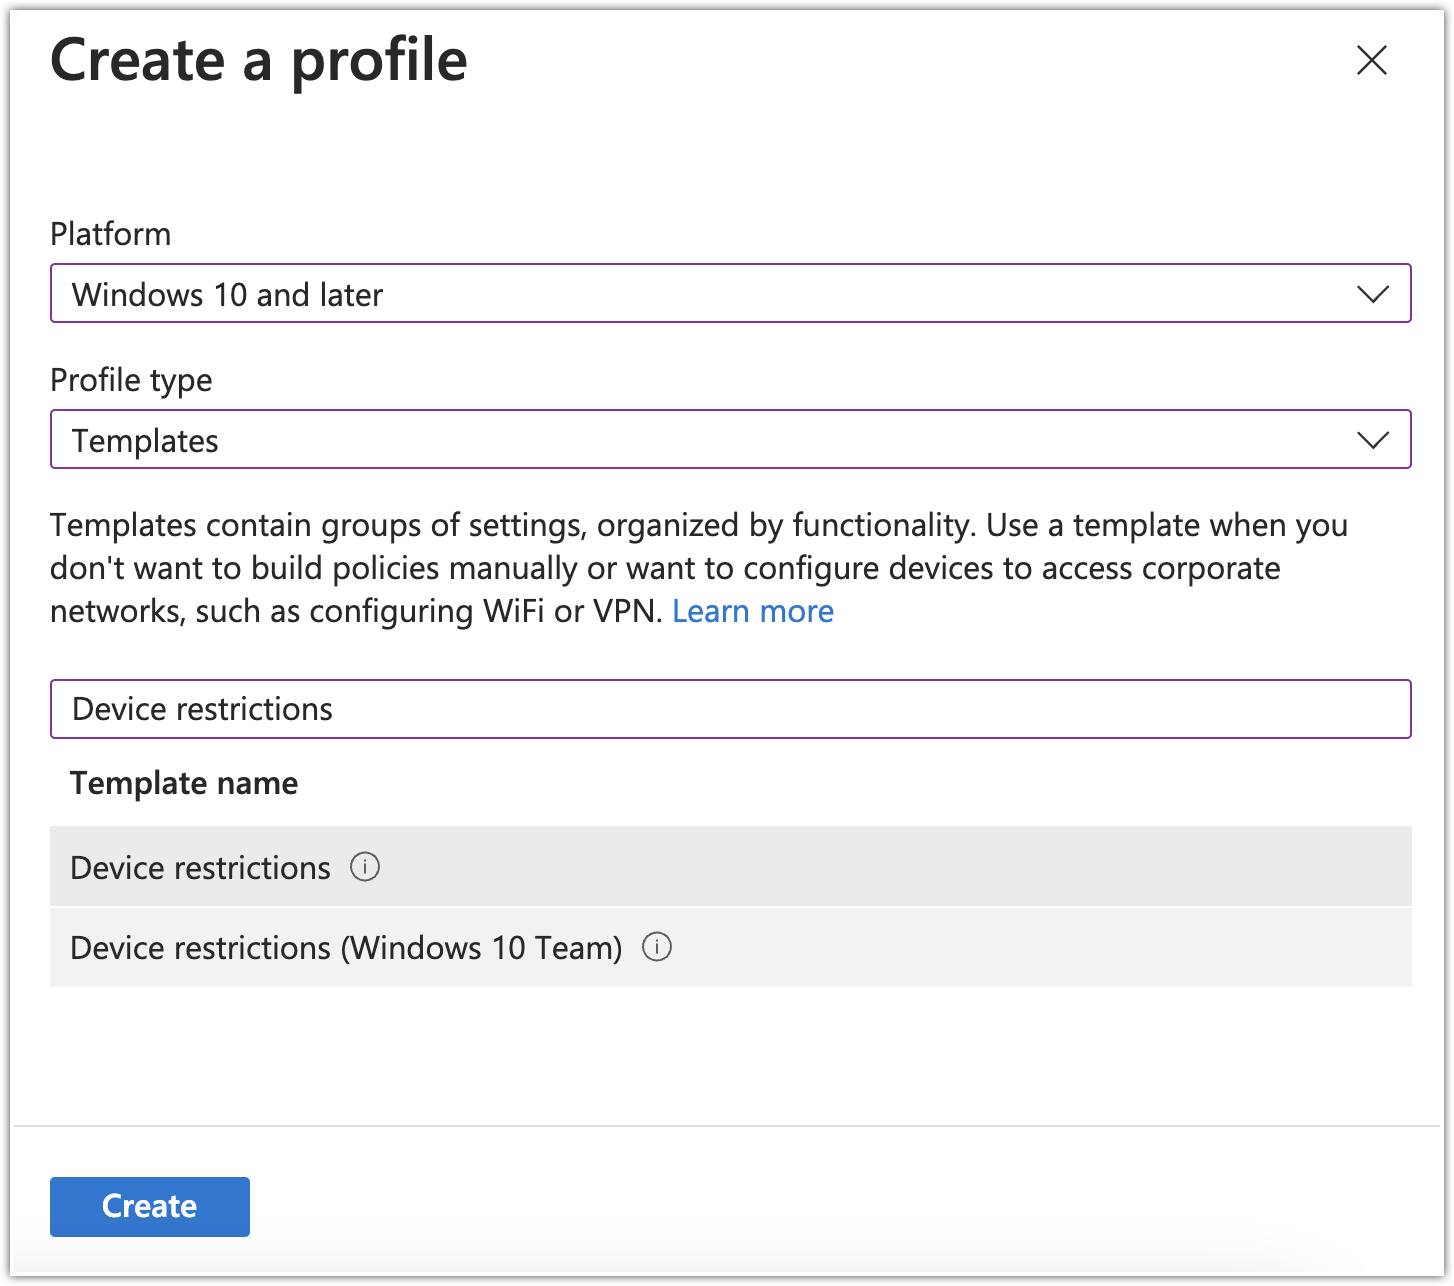 Create a profile
Platform
Windows 10 and later
Profile type
Templates
Templates contain groups of settings, organized by functionality. Use a template when you
don't want to build policies manually or want to configure devices to access corporate
networks, such as configuring WiFi or VPN. Learn more
Device restrictions
Template name
Device restrictions
Device restrictions (Windows 10 Team)
Create